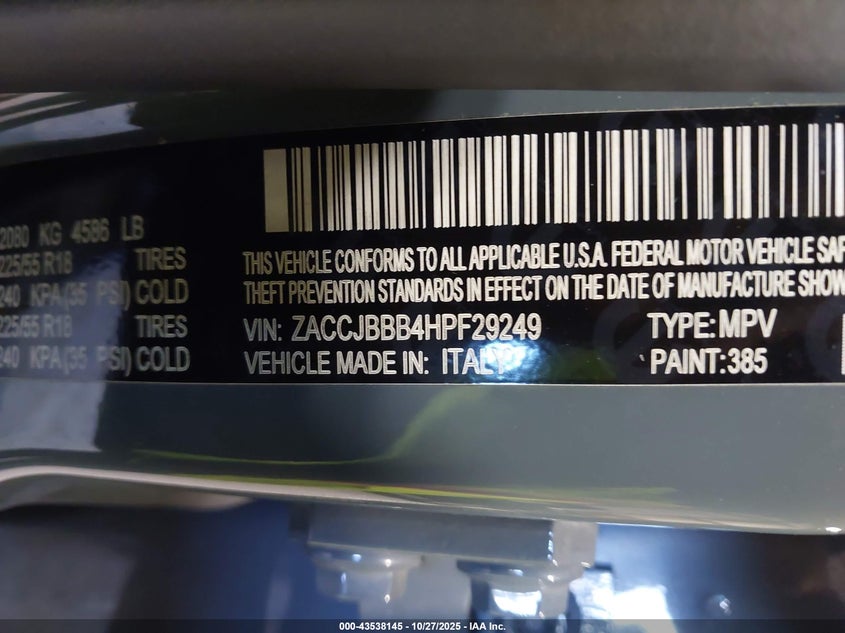 2080 KG 4586 LB
225/55 R18 TIRES
240 KPA(35 PSI) COLD
225/55 R18 TIRES
240 KPA(35 PSI) COLD
THIS VEHICLE CONFORMS TO ALL APPLICABLE U.S.A. FEDERAL MOTOR VEHICLE SAF
THEFT PREVENTION STANDARDS IN EFFECT ON THE DATE OF MANUFACTURE SHOW
VIN: ZACCJBBB4HPF29249 TYPE: MPV
VEHICLE MADE IN: ITALY PAINT: 385
000-43538145 - 10/27/2025 - IAA Inc.